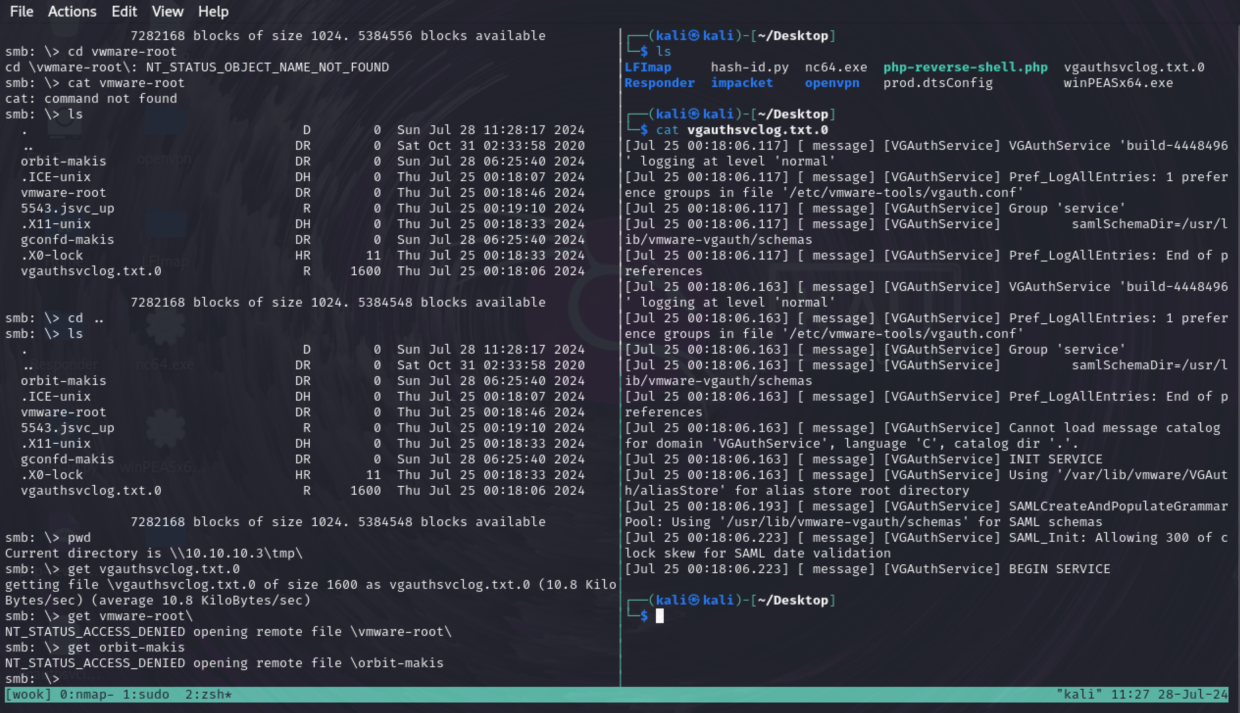 File Actions Edit View Help
7282168 blocks of size 1024. 5384556 blocks available
smb: \> cd vwmare-root
cd \vwmare-root\: NT_STATUS_OBJECT_NAME_NOT_FOUND
smb: \> cat vmware-root
cat: command not found
smb: \> ls
. D 0 Sun Jul 28 11:28:17 2024
.. DR 0 Sat Oct 31 02:33:58 2020
orbit-makis DR 0 Sun Jul 28 06:25:40 2024
.ICE-unix DH 0 Thu Jul 25 00:18:07 2024
vmware-root DR 0 Thu Jul 25 00:18:46 2024
5543.jsvc_up R 0 Thu Jul 25 00:19:10 2024
.X11-unix DH 0 Thu Jul 25 00:18:33 2024
gconfd-makis DR 0 Sun Jul 28 06:25:40 2024
.X0-lock HR 11 Thu Jul 25 00:18:33 2024
vgauthsvclog.txt.0 R 1600 Thu Jul 25 00:18:06 2024
7282168 blocks of size 1024. 5384548 blocks available
smb: \> cd ..
smb: \> ls
. D 0 Sun Jul 28 11:28:17 2024
.. DR 0 Sat Oct 31 02:33:58 2020
orbit-makis DR 0 Sun Jul 28 06:25:40 2024
.ICE-unix DH 0 Thu Jul 25 00:18:07 2024
vmware-root DR 0 Thu Jul 25 00:18:46 2024
5543.jsvc_up R 0 Thu Jul 25 00:19:10 2024
.X11-unix DH 0 Thu Jul 25 00:18:33 2024
gconfd-makis DR 0 Sun Jul 28 06:25:40 2024
.X0-lock HR 11 Thu Jul 25 00:18:33 2024
vgauthsvclog.txt.0 R 1600 Thu Jul 25 00:18:06 2024
7282168 blocks of size 1024. 5384548 blocks available
smb: \> pwd
Current directory is \\10.10.10.3\tmp\
smb: \> get vgauthsvclog.txt.0
getting file \vgauthsvclog.txt.0 of size 1600 as vgauthsvclog.txt.0 (10.8 Kilo
Bytes/sec) (average 10.8 KiloBytes/sec)
smb: \> get vmware-root\
NT_STATUS_ACCESS_DENIED opening remote file \vmware-root\
smb: \> get orbit-makis
NT_STATUS_ACCESS_DENIED opening remote file \orbit-makis
smb: \>
┌──(kali㉿kali)-[~/Desktop]
└─$ ls
LFImap hash-id.py nc64.exe php-reverse-shell.php vgauthsvclog.txt.0
Responder impacket openvpn prod.dtsConfig winPEASx64.exe
┌──(kali㉿kali)-[~/Desktop]
└─$ cat vgauthsvclog.txt.0
[Jul 25 00:18:06.117] [ message] [VGAuthService] VGAuthService 'build-4448496
' logging at level 'normal'
[Jul 25 00:18:06.117] [ message] [VGAuthService] Pref_LogAllEntries: 1 prefer
ence groups in file '/etc/vmware-tools/vgauth.conf'
[Jul 25 00:18:06.117] [ message] [VGAuthService] Group 'service'
[Jul 25 00:18:06.117] [ message] [VGAuthService] samlSchemaDir=/usr/l
ib/vmware-vgauth/schemas
[Jul 25 00:18:06.117] [ message] [VGAuthService] Pref_LogAllEntries: End of p
references
[Jul 25 00:18:06.163] [ message] [VGAuthService] VGAuthService 'build-4448496
' logging at level 'normal'
[Jul 25 00:18:06.163] [ message] [VGAuthService] Pref_LogAllEntries: 1 prefer
ence groups in file '/etc/vmware-tools/vgauth.conf'
[Jul 25 00:18:06.163] [ message] [VGAuthService] Group 'service'
[Jul 25 00:18:06.163] [ message] [VGAuthService] samlSchemaDir=/usr/l
ib/vmware-vgauth/schemas
[Jul 25 00:18:06.163] [ message] [VGAuthService] Pref_LogAllEntries: End of p
references
[Jul 25 00:18:06.163] [ message] [VGAuthService] Cannot load message catalog
for domain 'VGAuthService', language 'C', catalog dir '.'.
[Jul 25 00:18:06.163] [ message] [VGAuthService] INIT SERVICE
[Jul 25 00:18:06.163] [ message] [VGAuthService] Using '/var/lib/vmware/VGAut
h/aliasStore' for alias store root directory
[Jul 25 00:18:06.193] [ message] [VGAuthService] SAMLCreateAndPopulateGrammar
Pool: Using '/usr/lib/vmware-vgauth/schemas' for SAML schemas
[Jul 25 00:18:06.223] [ message] [VGAuthService] SAML_Init: Allowing 300 of c
lock skew for SAML date validation
[Jul 25 00:18:06.223] [ message] [VGAuthService] BEGIN SERVICE
┌──(kali㉿kali)-[~/Desktop]
└─$
[wook] 0:nmap- 1:sudo 2:zsh* "kali" 11:27 28-Jul-24